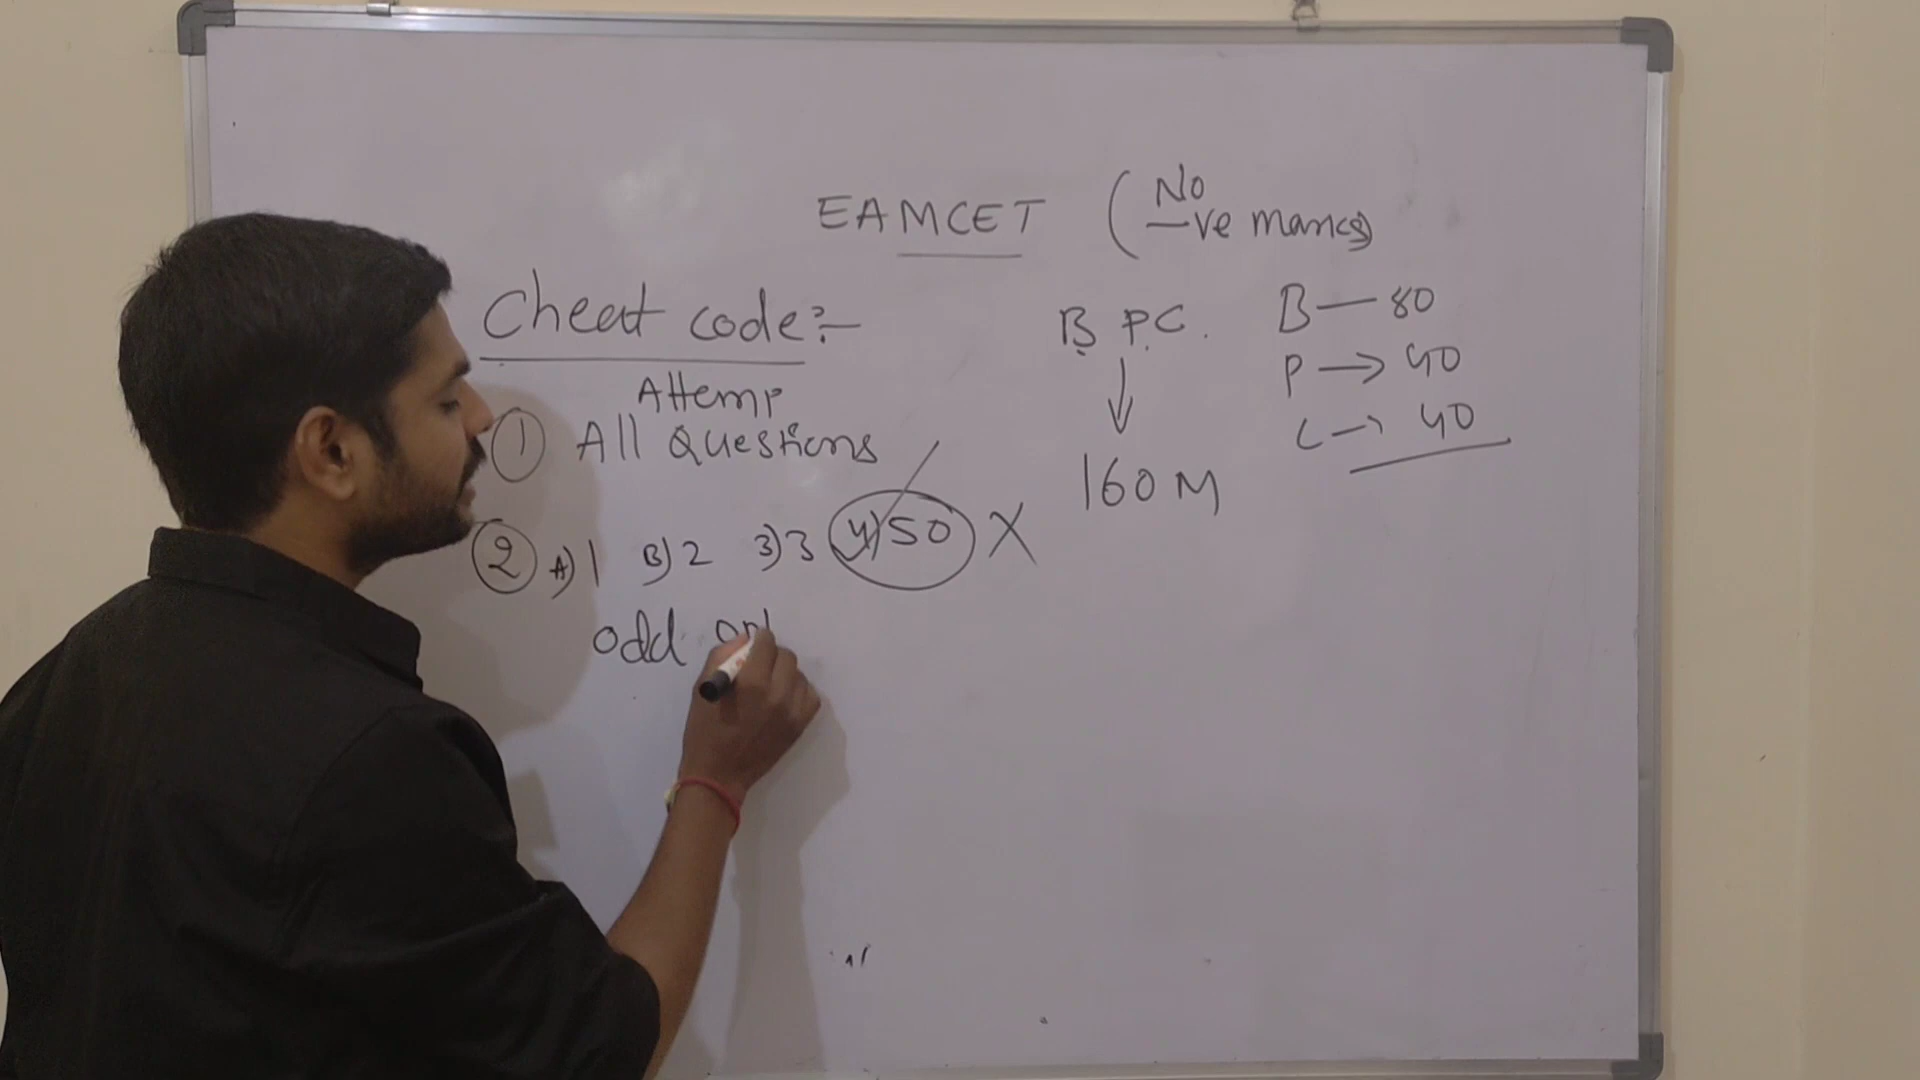 EAMCET (No -ve marks)
Cheat code:-
Attemp
① All Questions
② A) 1 B) 2 3) 3 4) 50 X
odd
B.P.C.
↓
160 M
B — 80
P → 40
C → 40